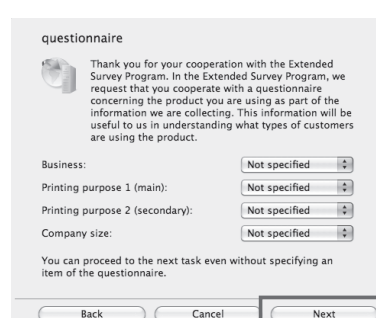 questionnaire
Thank you for your cooperation with the Extended
Survey Program. In the Extended Survey Program, we
request that you cooperate with a questionnaire
concerning the product you are using as part of the
information we are collecting. This information will be
useful to us in understanding what types of customers
are using the product.
Business: Not specified
Printing purpose 1 (main): Not specified
Printing purpose 2 (secondary): Not specified
Company size: Not specified
You can proceed to the next task even without specifying an
item of the questionnaire.
Back Cancel Next